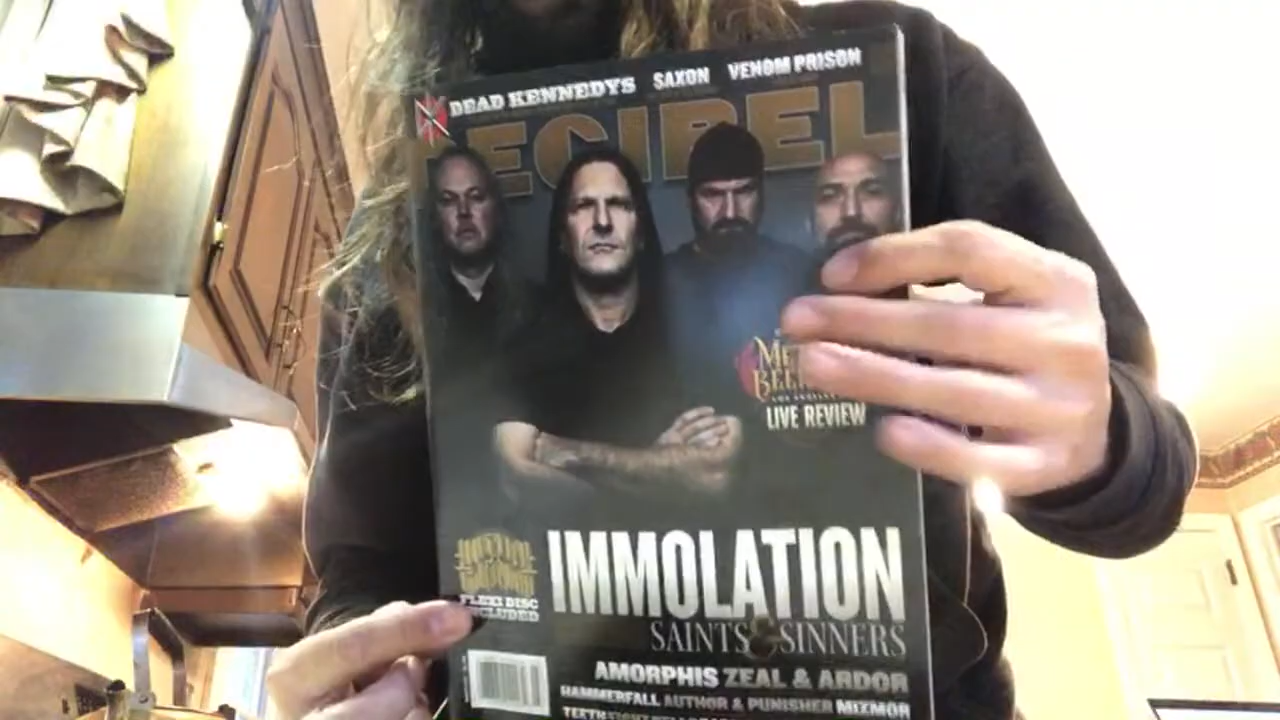 DEAD KENNEDYS SAXON VENOM PRISON
ECIBEL
LIVE REVIEW
FLEXI DISC
IMMOLATION
SAINTS & SINNERS
AMORPHIS ZEAL & ARDOR
HAMMERFALL AUTHOR & PUNISHER MIZMOR